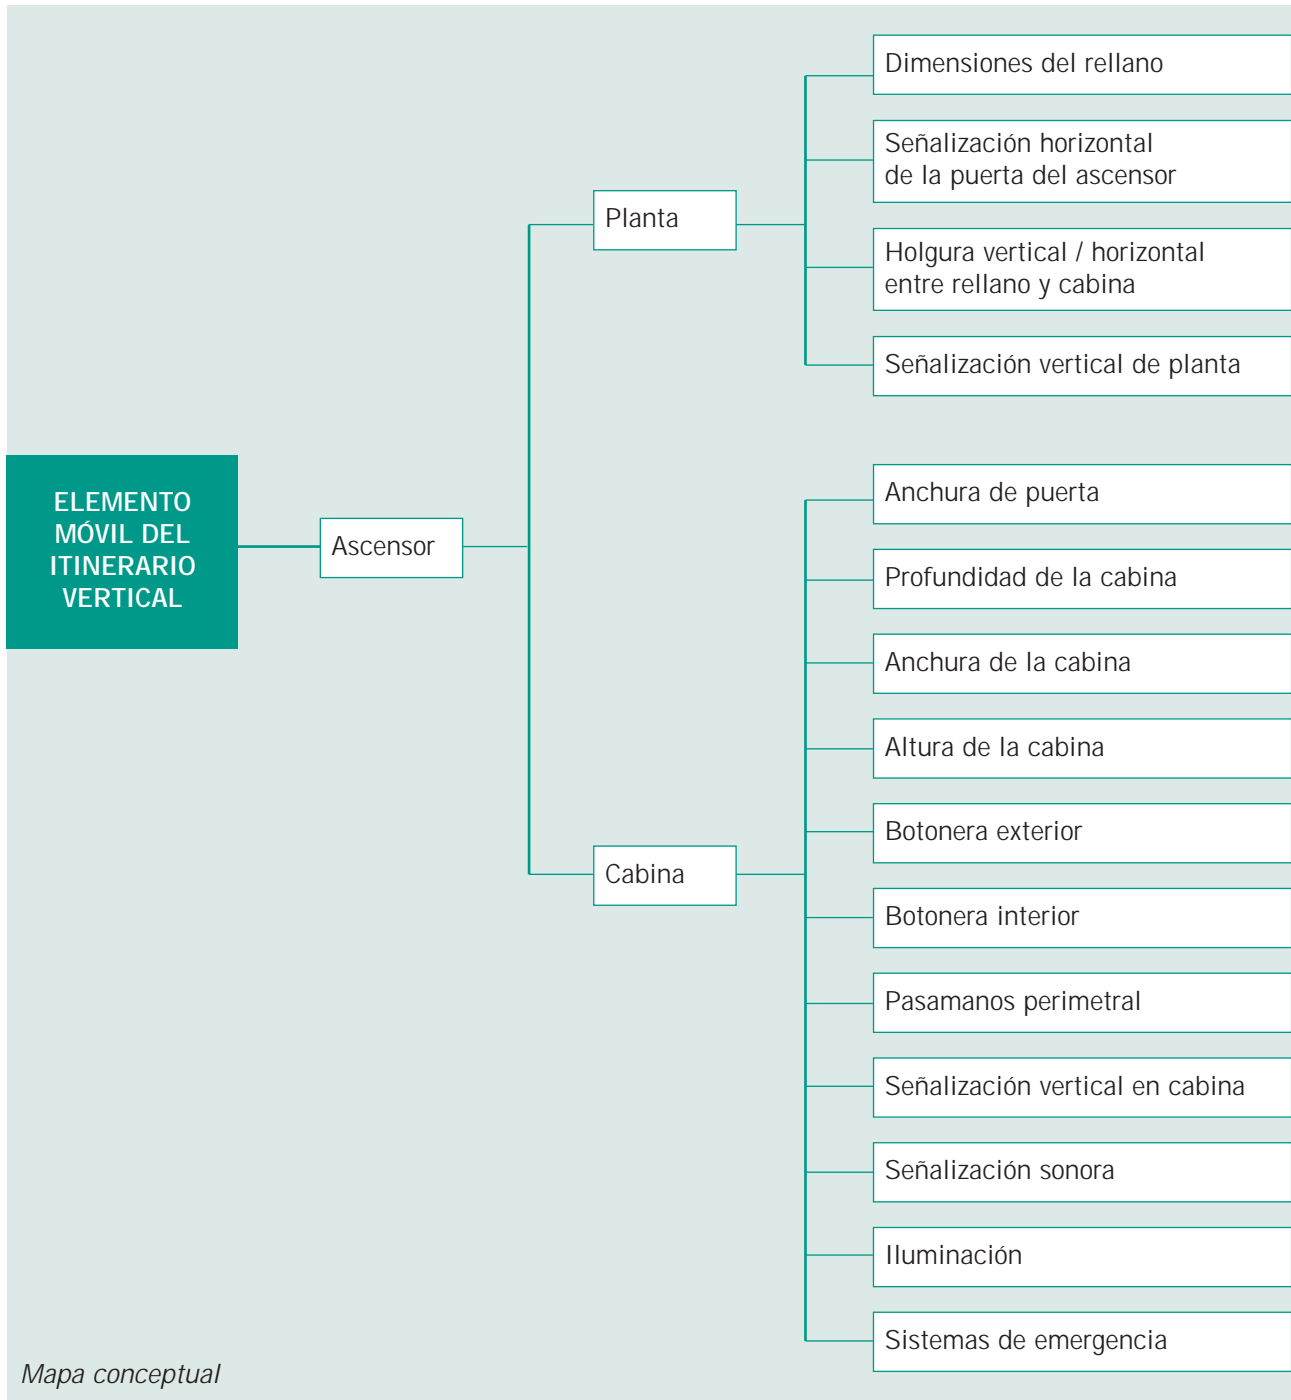 ELEMENTO
MÓVIL DEL
ITINERARIO
VERTICAL
Ascensor
Planta
Dimensiones del rellano
Señalización horizontal
de la puerta del ascensor
Holgura vertical / horizontal
entre rellano y cabina
Señalización vertical de planta
Cabina
Anchura de puerta
Profundidad de la cabina
Anchura de la cabina
Altura de la cabina
Botonera exterior
Botonera interior
Pasamanos perimetral
Señalización vertical en cabina
Señalización sonora
Iluminación
Sistemas de emergencia
Mapa conceptual